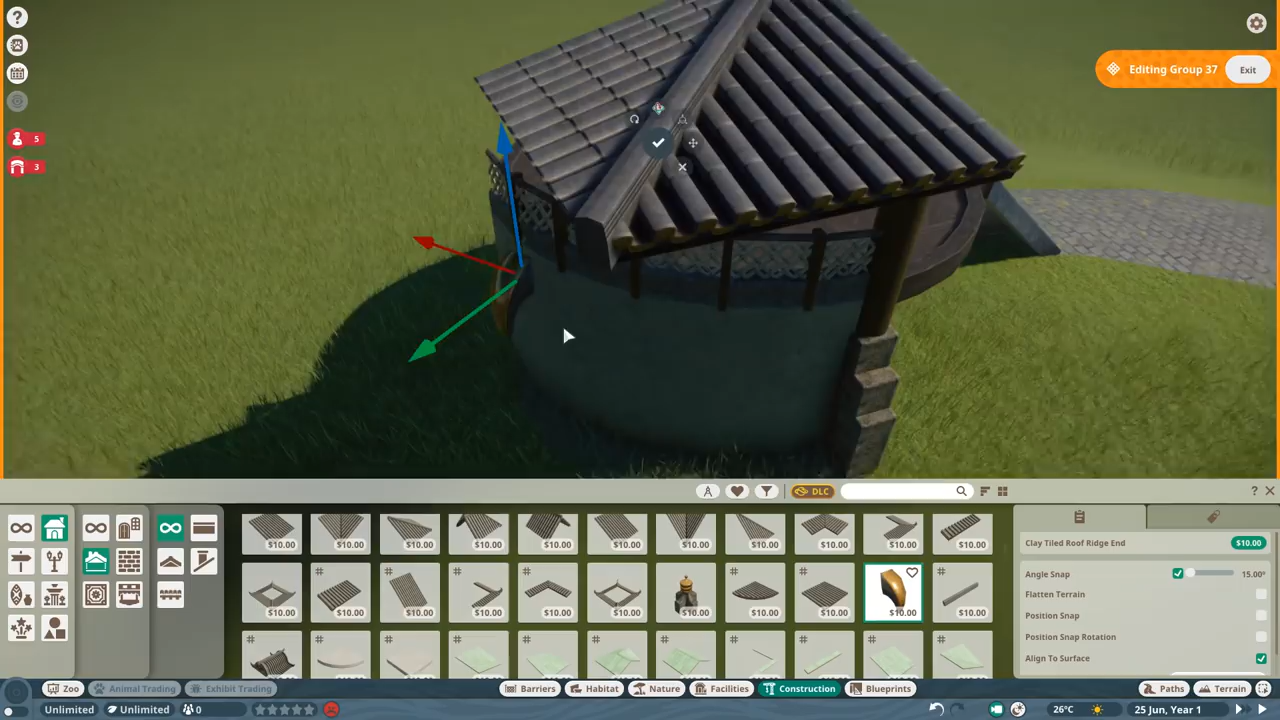 ?
5
3
Editing Group 37
Exit
DLC
? X
$10.00 $10.00 $10.00 $10.00 $10.00 $10.00 $10.00 $10.00 $10.00 $10.00 $10.00
$10.00 $10.00 $10.00 $10.00 $10.00 $10.00 $10.00 $10.00 $10.00 $10.00 $10.00
Clay Tiled Roof Ridge End $10.00
Angle Snap 15.00°
Flatten Terrain
Position Snap
Position Snap Rotation
Align To Surface
Zoo Animal Trading Exhibit Trading Barriers Habitat Nature Facilities Construction Blueprints Paths Terrain
Unlimited Unlimited 0 26°C 25 Jun, Year 1